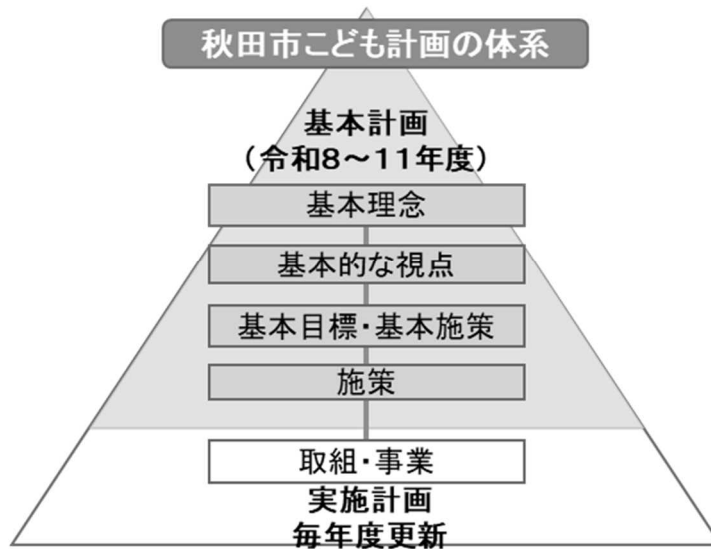 秋田市こども計画の体系
基本計画
（令和8～11年度）
基本理念
基本的な視点
基本目標・基本施策
施策
取組・事業
実施計画
毎年度更新